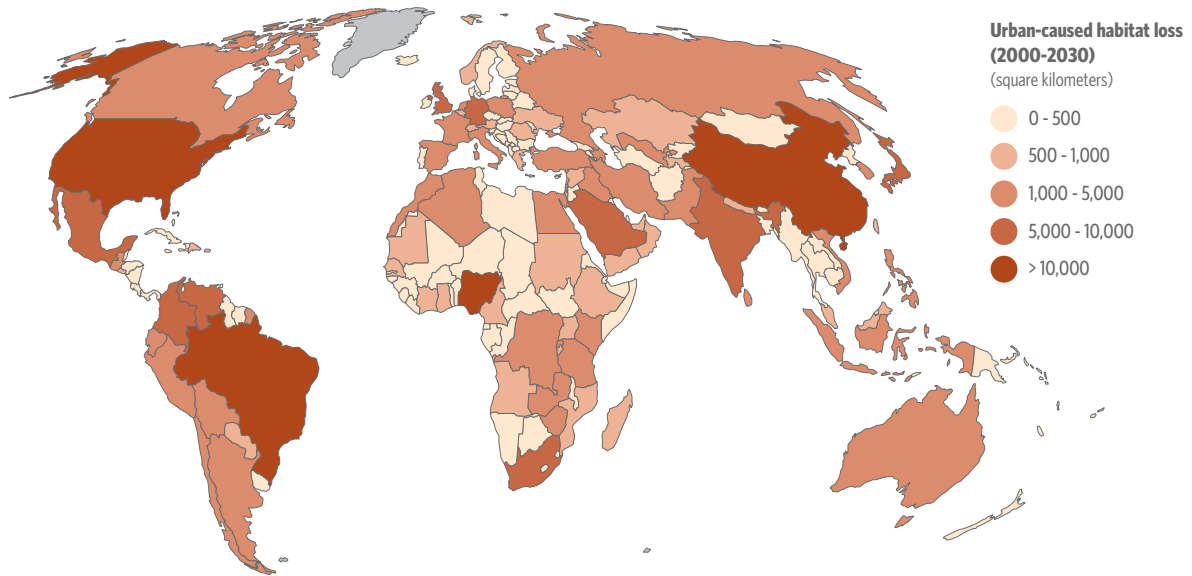 Urban-caused habitat loss
(2000-2030)
(square kilometers)
0 - 500
500 - 1,000
1,000 - 5,000
5,000 - 10,000
> 10,000